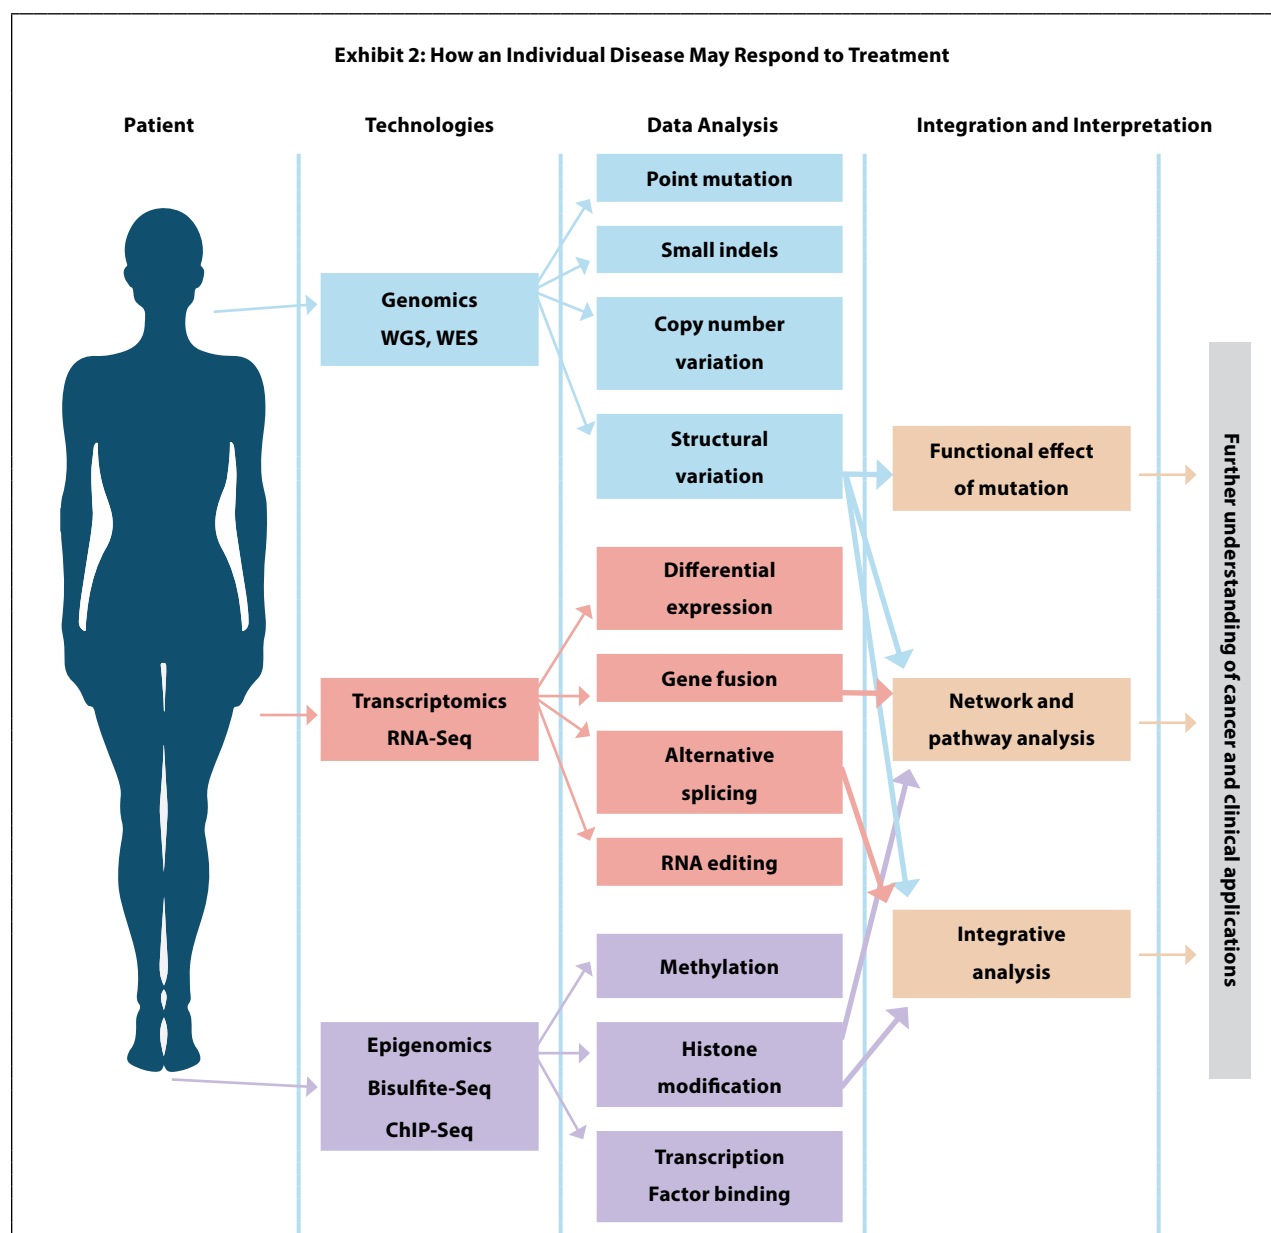 Exhibit 2: How an Individual Disease May Respond to Treatment
Patient
Technologies
Data Analysis
Integration and Interpretation
Genomics
WGS, WES
Transcriptomics
RNA-Seq
Epigenomics
Bisulfite-Seq
ChIP-Seq
Point mutation
Small indels
Copy number
variation
Structural
variation
Differential
expression
Gene fusion
Alternative
splicing
RNA editing
Methylation
Histone
modification
Transcription
Factor binding
Functional effect
of mutation
Network and
pathway analysis
Integrative
analysis
Further understanding of cancer and clinical applications